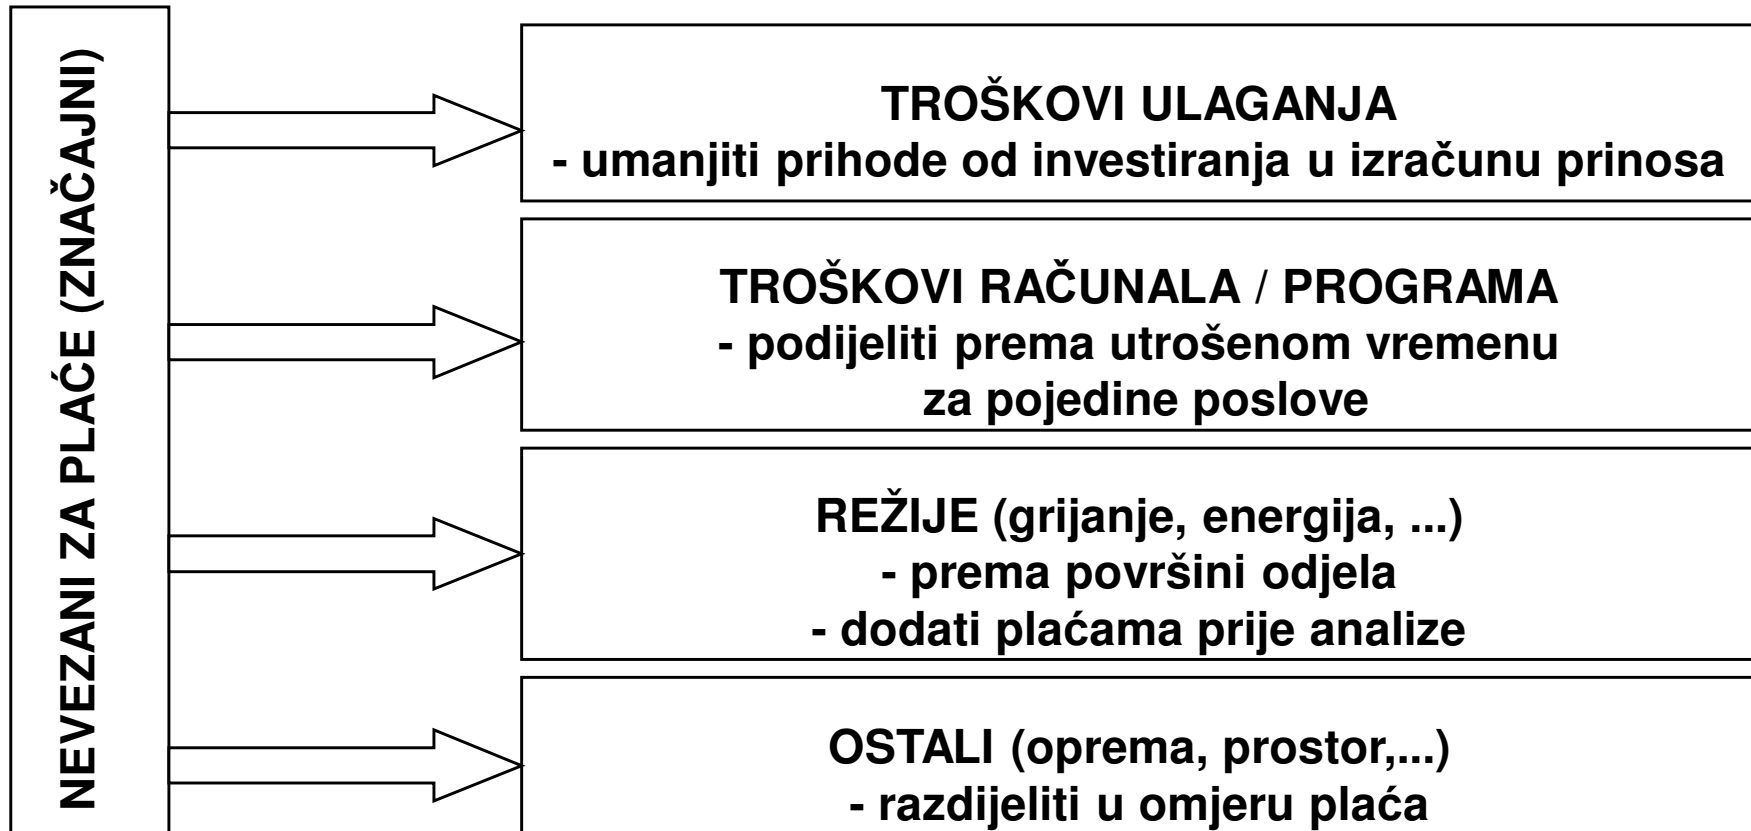 NEVEZANI ZA PLAĆE (ZNAČAJNI)
TROŠKOVI ULAGANJA
- umanjiti prihode od investiranja u izračunu prinosa
TROŠKOVI RAČUNALA / PROGRAMA
- podijeliti prema utrošenom vremenu
za pojedine poslove
REŽIJE (grijanje, energija, ...)
- prema površini odjela
- dodati plaćama prije analize
OSTALI (oprema, prostor,...)
- razdijeliti u omjeru plaća